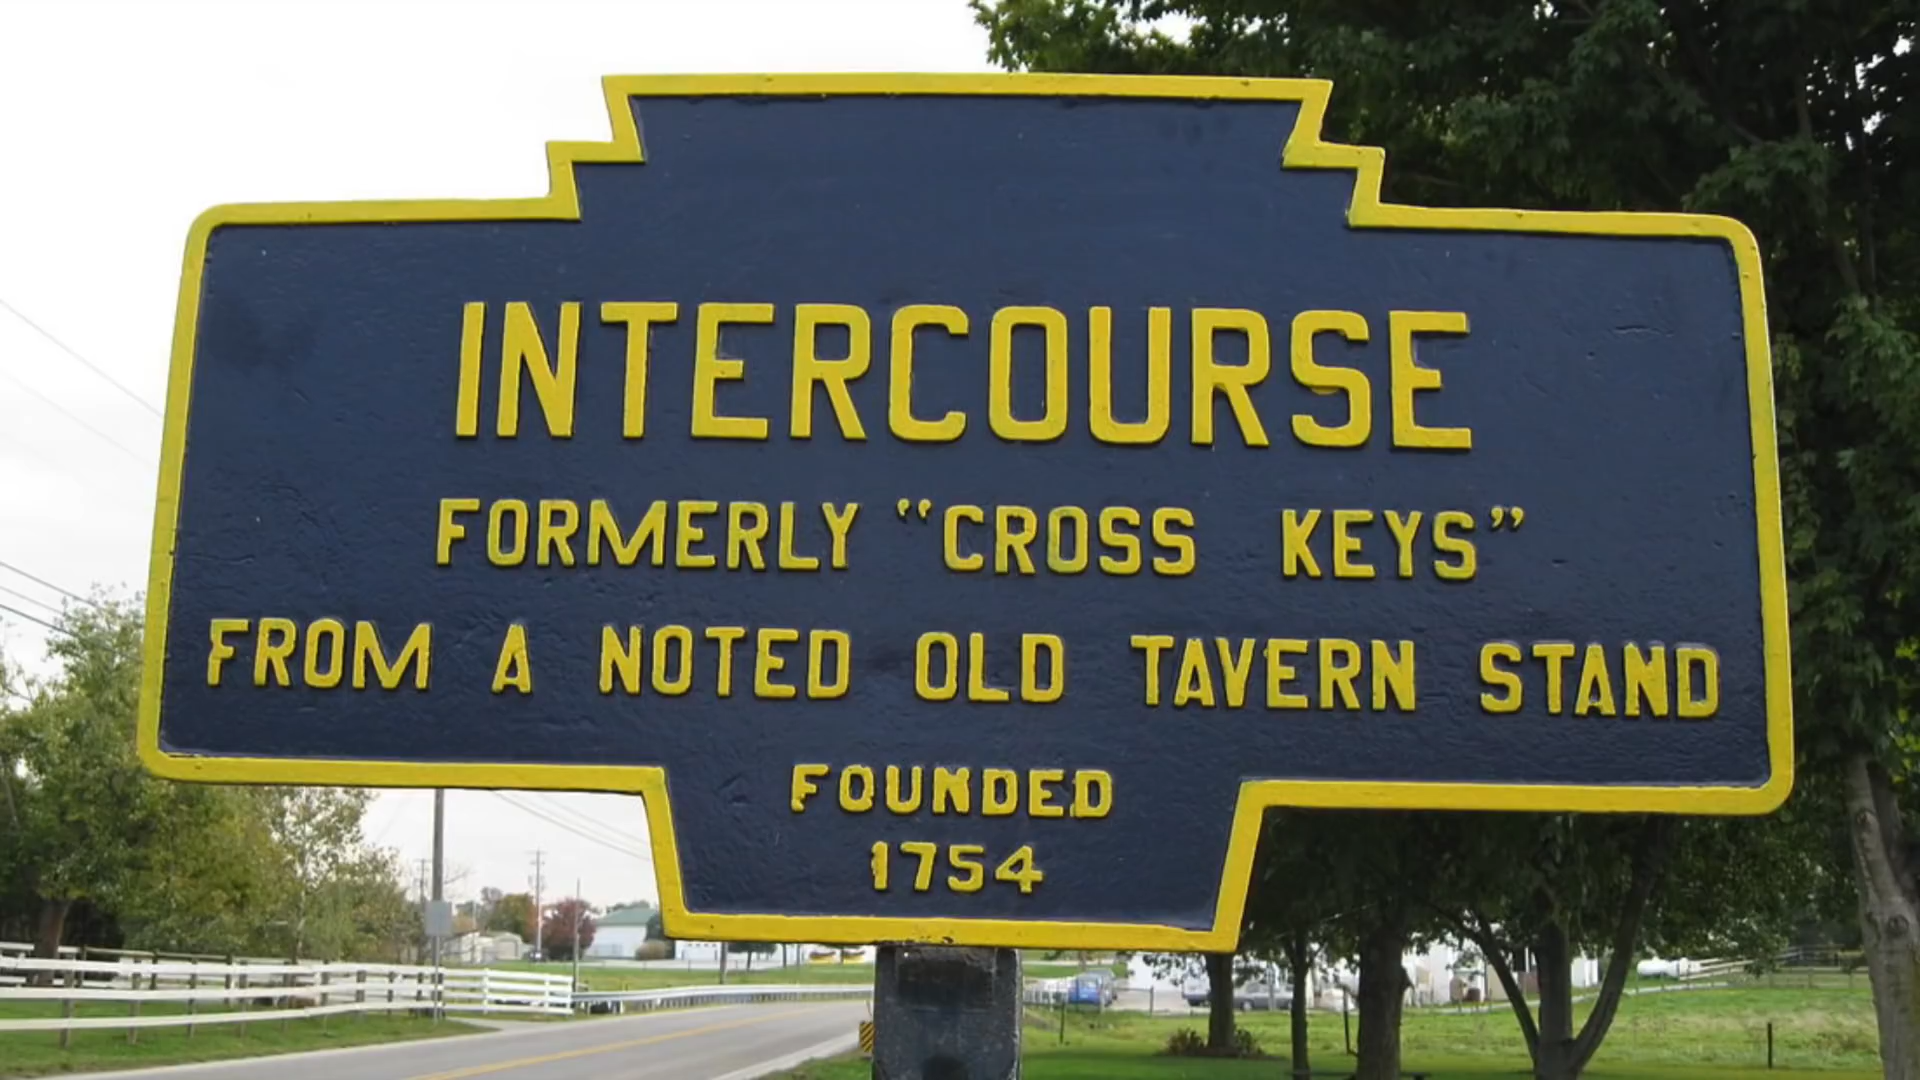 INTERCOURSE
FORMERLY “CROSS KEYS”
FROM A NOTED OLD TAVERN STAND
FOUNDED
1754